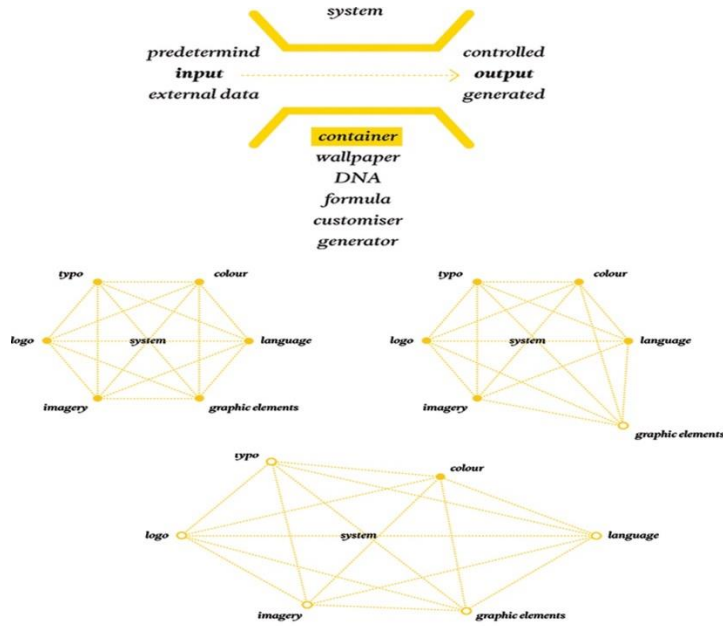 system
predetermind controlled
input output
external data generated
container
wallpaper
DNA
formula
customiser
generator
typo colour
logo system language
imagery graphic elements
typo colour
logo system language
imagery
graphic elements
typo
colour
logo system language
imagery graphic elements